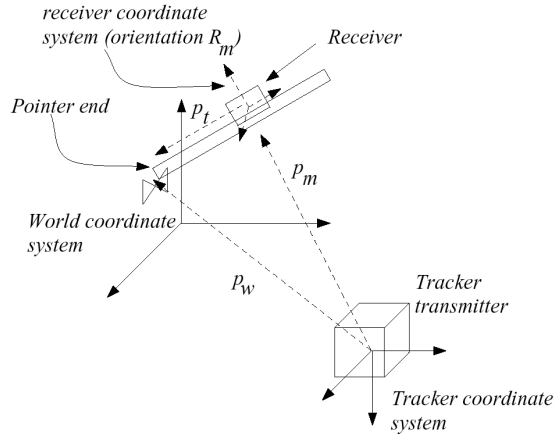 receiver coordinate
system (orientation R_m)
Receiver
Pointer end
p_t
p_m
World coordinate
system
p_w
Tracker
transmitter
Tracker coordinate
system